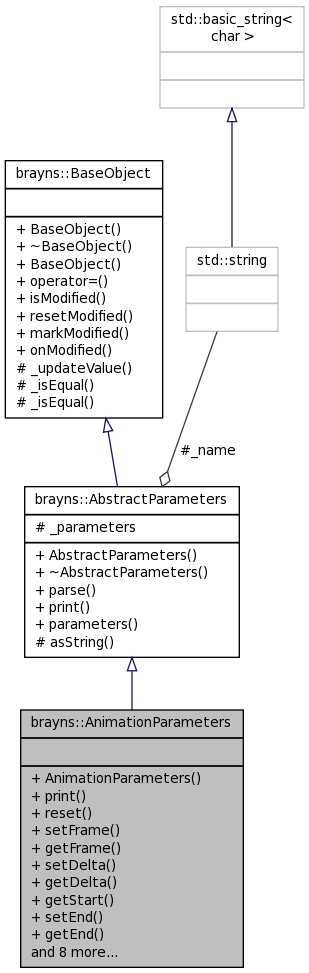 std::basic_string<
char >
brayns::BaseObject
+ BaseObject()
+ ~BaseObject()
+ BaseObject()
+ operator=()
+ isModified()
+ resetModified()
+ markModified()
+ onModified()
# _updateValue()
# _isEqual()
# _isEqual()
std::string
#_name
brayns::AbstractParameters
# _parameters
+ AbstractParameters()
+ ~AbstractParameters()
+ parse()
+ print()
+ parameters()
# asString()
brayns::AnimationParameters
+ AnimationParameters()
+ print()
+ reset()
+ setFrame()
+ getFrame()
+ setDelta()
+ getDelta()
+ getStart()
+ setEnd()
+ getEnd()
and 8 more...